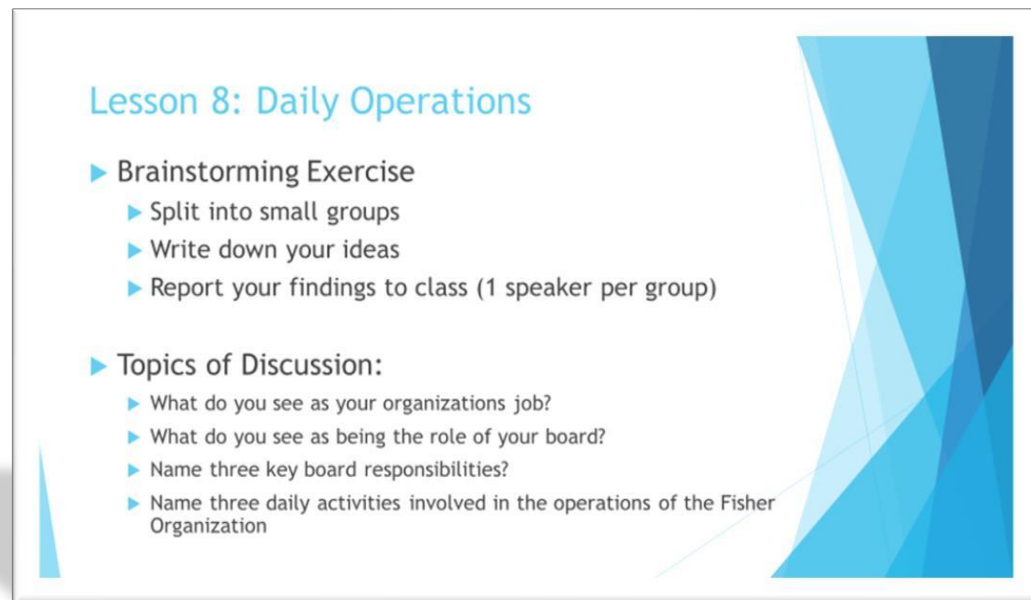 Lesson 8: Daily Operations
Brainstorming Exercise
Split into small groups
Write down your ideas
Report your findings to class (1 speaker per group)
Topics of Discussion:
What do you see as your organizations job?
What do you see as being the role of your board?
Name three key board responsibilities?
Name three daily activities involved in the operations of the Fisher
Organization